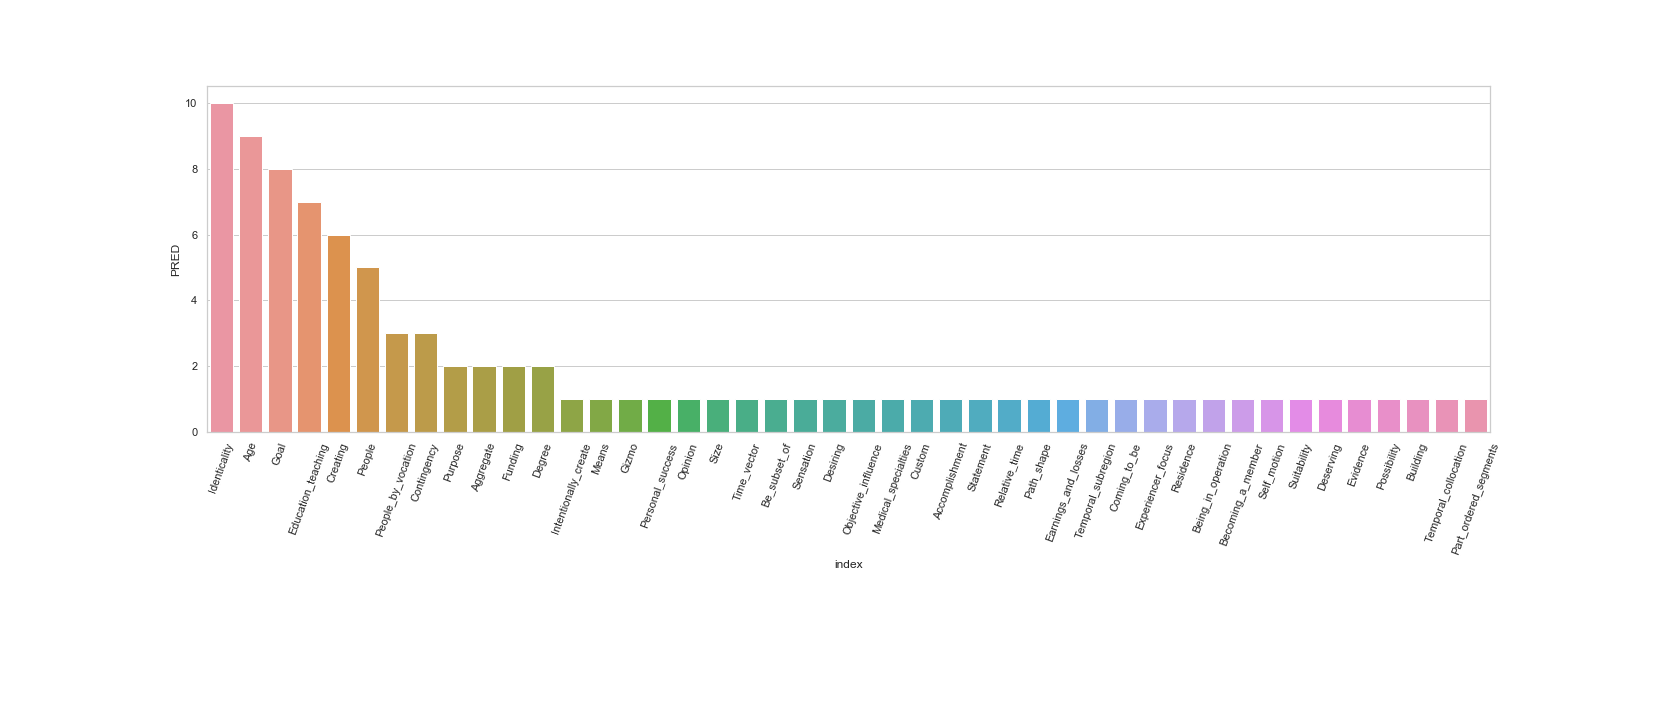 10
8
6
4
2
0
PRED
Identicality
Age
Goal
Education_teaching
Creating
People
People_by_vocation
Contingency
Purpose
Aggregate
Funding
Degree
Intentionally_create
Means
Gizmo
Personal_success
Opinion
Size
Time_vector
Be_subset_of
Sensation
Desiring
Objective_influence
Medical_specialties
Custom
Accomplishment
Statement
Relative_time
Path_shape
Earnings_and_losses
Temporal_subregion
Coming_to_be
Experiencer_focus
Residence
Being_in_operation
Becoming_a_member
Self_motion
Suitability
Deserving
Evidence
Possibility
Building
Temporal_collocation
Part_ordered_segments
index